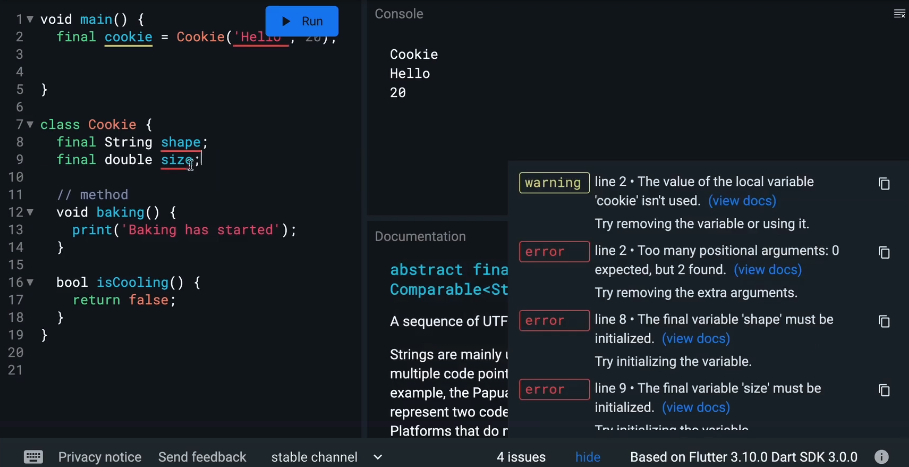 1 void main() {
2 final cookie = Cookie('Hello', 20);
3
4
5 }
6
7 class Cookie {
8 final String shape;
9 final double size;
10
11 // method
12 void baking() {
13 print('Baking has started');
14 }
15
16 bool isCooling() {
17 return false;
18 }
19 }
20
21
Run
Console
Cookie
Hello
20
Documentation
abstract fina
Comparable<St
A sequence of UTF
Strings are mainly
multiple code point
example, the Papua
represent two code
Platforms that do
warning line 2 • The value of the local variable
'cookie' isn't used. (view docs)
Try removing the variable or using it.
error line 2 • Too many positional arguments: 0
expected, but 2 found. (view docs)
Try removing the extra arguments.
error line 8 • The final variable 'shape' must be
initialized. (view docs)
Try initializing the variable.
error line 9 • The final variable 'size' must be
initialized. (view docs)
Try initializing the variable.
Privacy notice Send feedback stable channel 4 issues hide Based on Flutter 3.10.0 Dart SDK 3.0.0